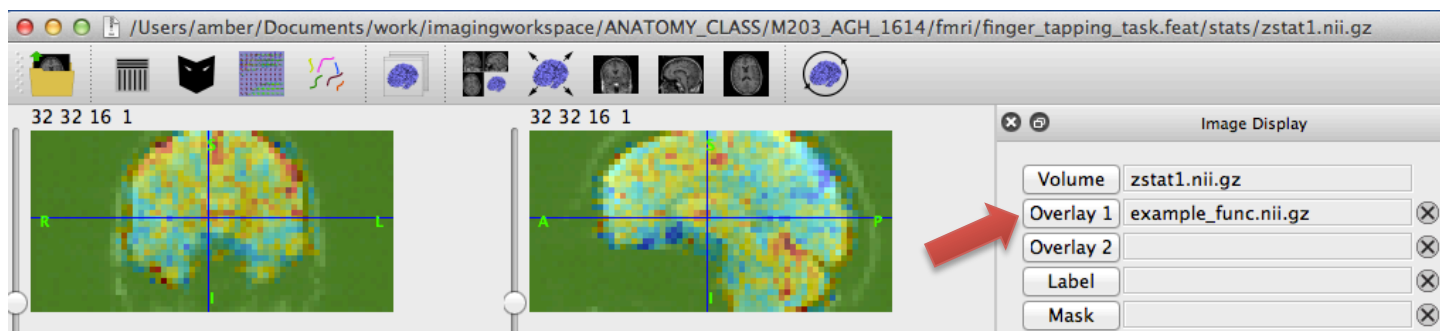 /Users/amber/Documents/work/imagingworkspace/ANATOMY_CLASS/M203_AGH_1614/fmri/finger_tapping_task.feat/stats/zstat1.nii.gz
32 32 16 1
S
R
L
I
32 32 16 1
S
A
P
I
Image Display
Volume zstat1.nii.gz
Overlay 1 example_func.nii.gz
Overlay 2
Label
Mask